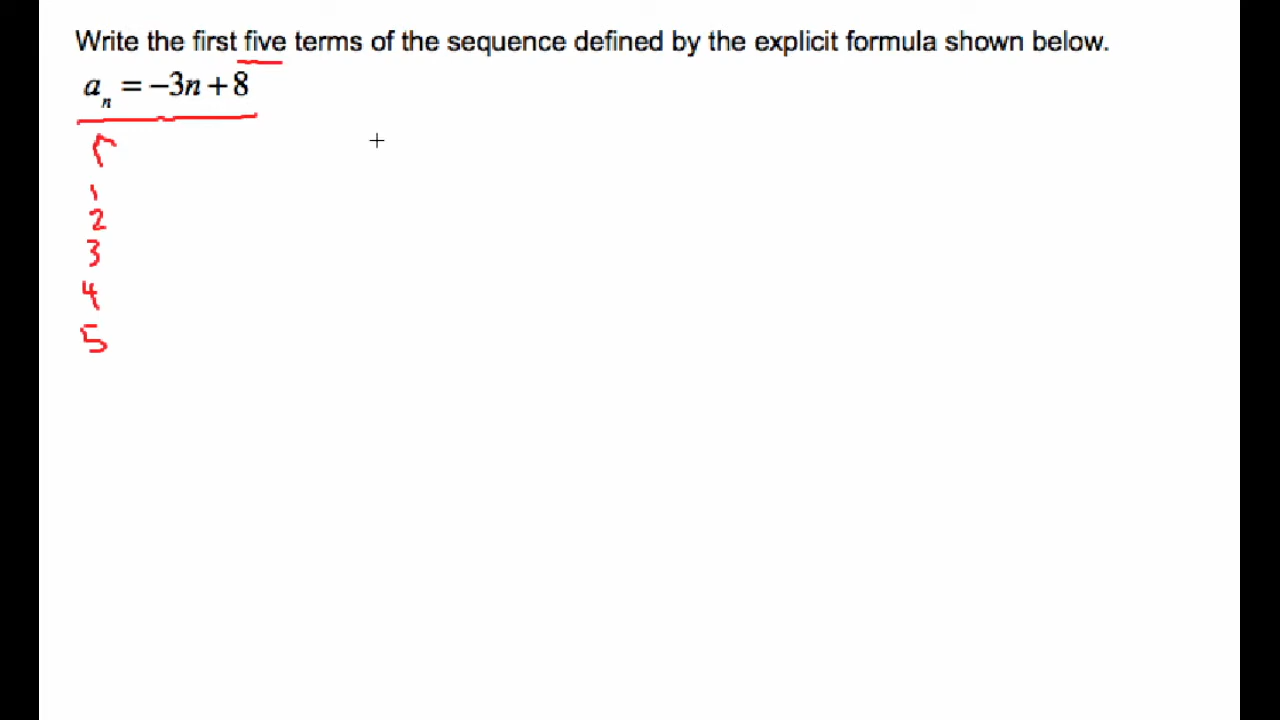 Write the first five terms of the sequence defined by the explicit formula shown below.
aₙ = −3n + 8
1
2
3
4
5